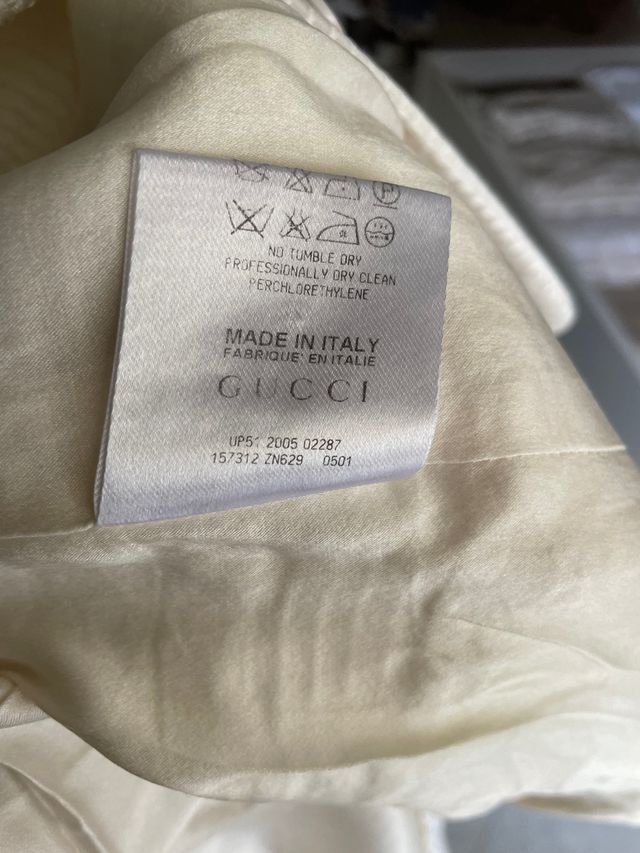 NO TUMBLE DRY
PROFESSIONALLY DRY CLEAN
PERCHLORETHYLENE
MADE IN ITALY
FABRIQUE' EN ITALIE
GUCCI
UP51 2005 02287
157312 ZN629 0501